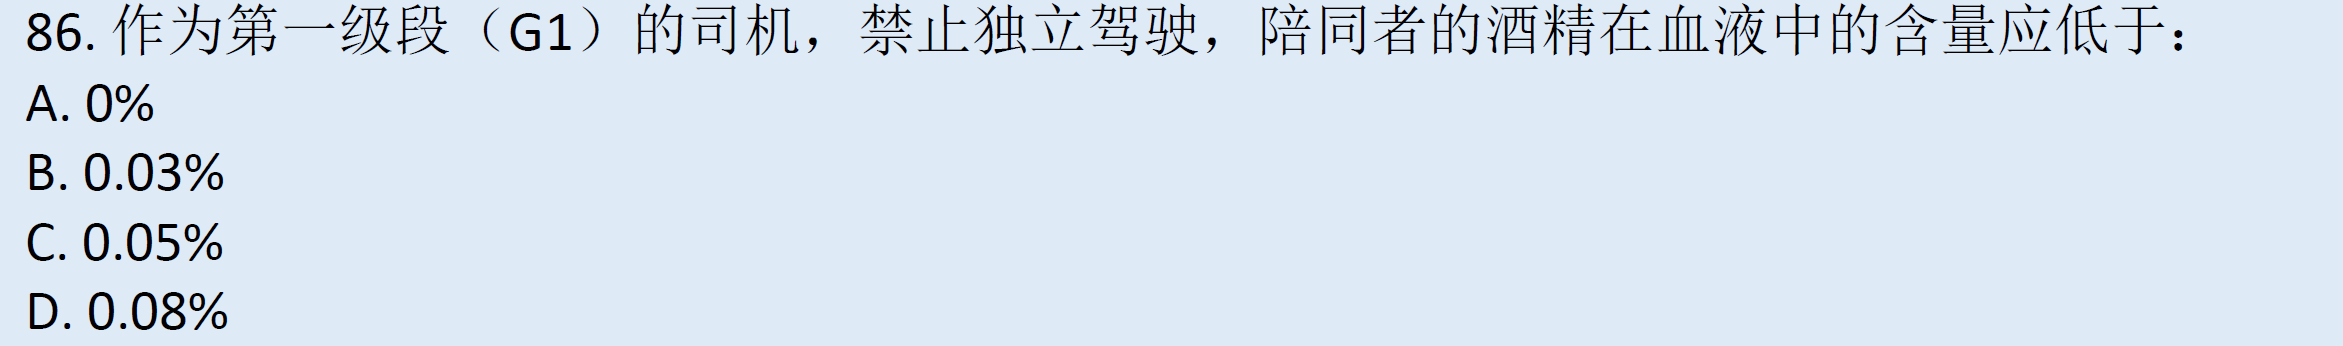 86. 作为第一级段（G1）的司机，禁止独立驾驶，陪同者的酒精在血液中的含量应低于：
A. 0%
B. 0.03%
C. 0.05%
D. 0.08%